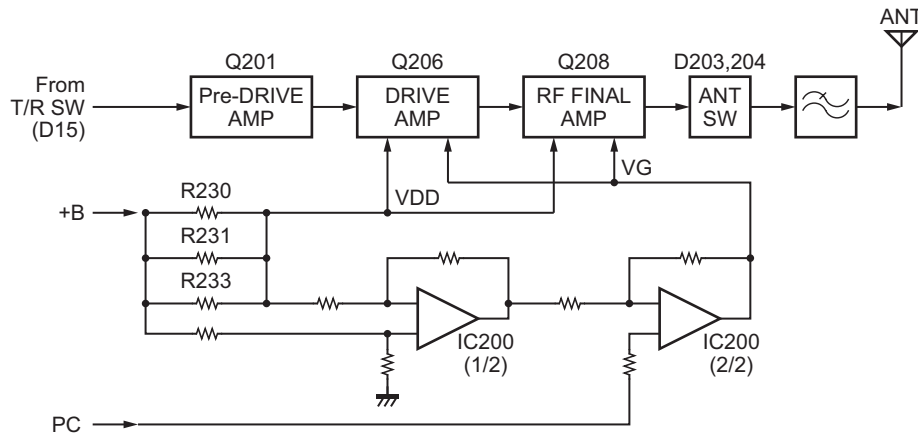 ANT
Q201
Q206
Q208
D203,204
From
T/R SW
(D15)
Pre-DRIVE
AMP
DRIVE
AMP
RF FINAL
AMP
ANT
SW
VG
VDD
+B
R230
R231
R233
IC200
(1/2)
IC200
(2/2)
PC